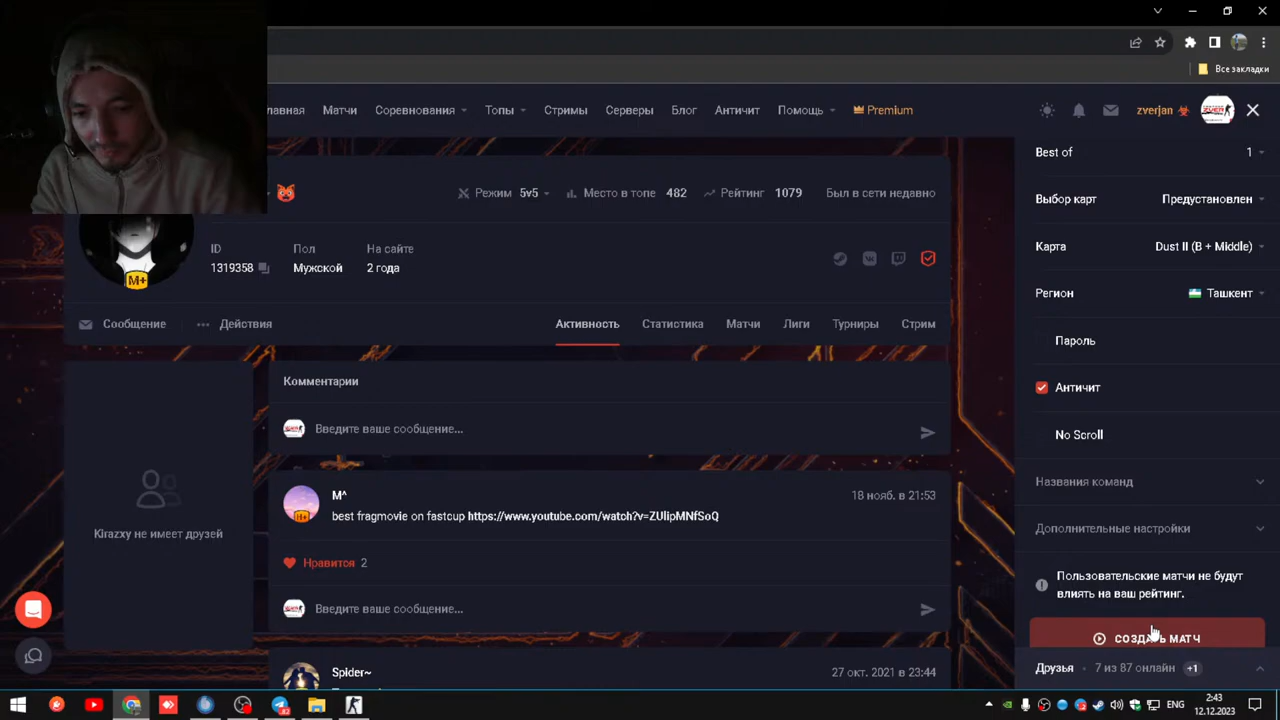 Все закладки
лавная Матчи Соревнования Топы Стримы Серверы Блог Античит Помощь Premium zverjan
Режим 5v5 Место в топе 482 Рейтинг 1079 Был в сети недавно
ID Пол На сайте
1319358 Мужской 2 года
M+
Сообщение Действия Активность Статистика Матчи Лиги Турниры Стрим
Kirazxy не имеет друзей
Комментарии
Введите ваше сообщение...
M^ 18 нояб. в 21:53
best fragmovie on fastcup https://www.youtube.com/watch?v=ZUlipMNfSoQ
Нравится 2
Введите ваше сообщение...
Spider~ 27 окт. 2021 в 23:44
Best of 1
Выбор карт Предустановлен
Карта Dust II (B + Middle)
Регион Ташкент
Пароль
Античит
No Scroll
Названия команд
Дополнительные настройки
Пользовательские матчи не будут
влиять на ваш рейтинг.
СОЗДАТЬ МАТЧ
Друзья • 7 из 87 онлайн +1
82
ENG
2:43
12.12.2023